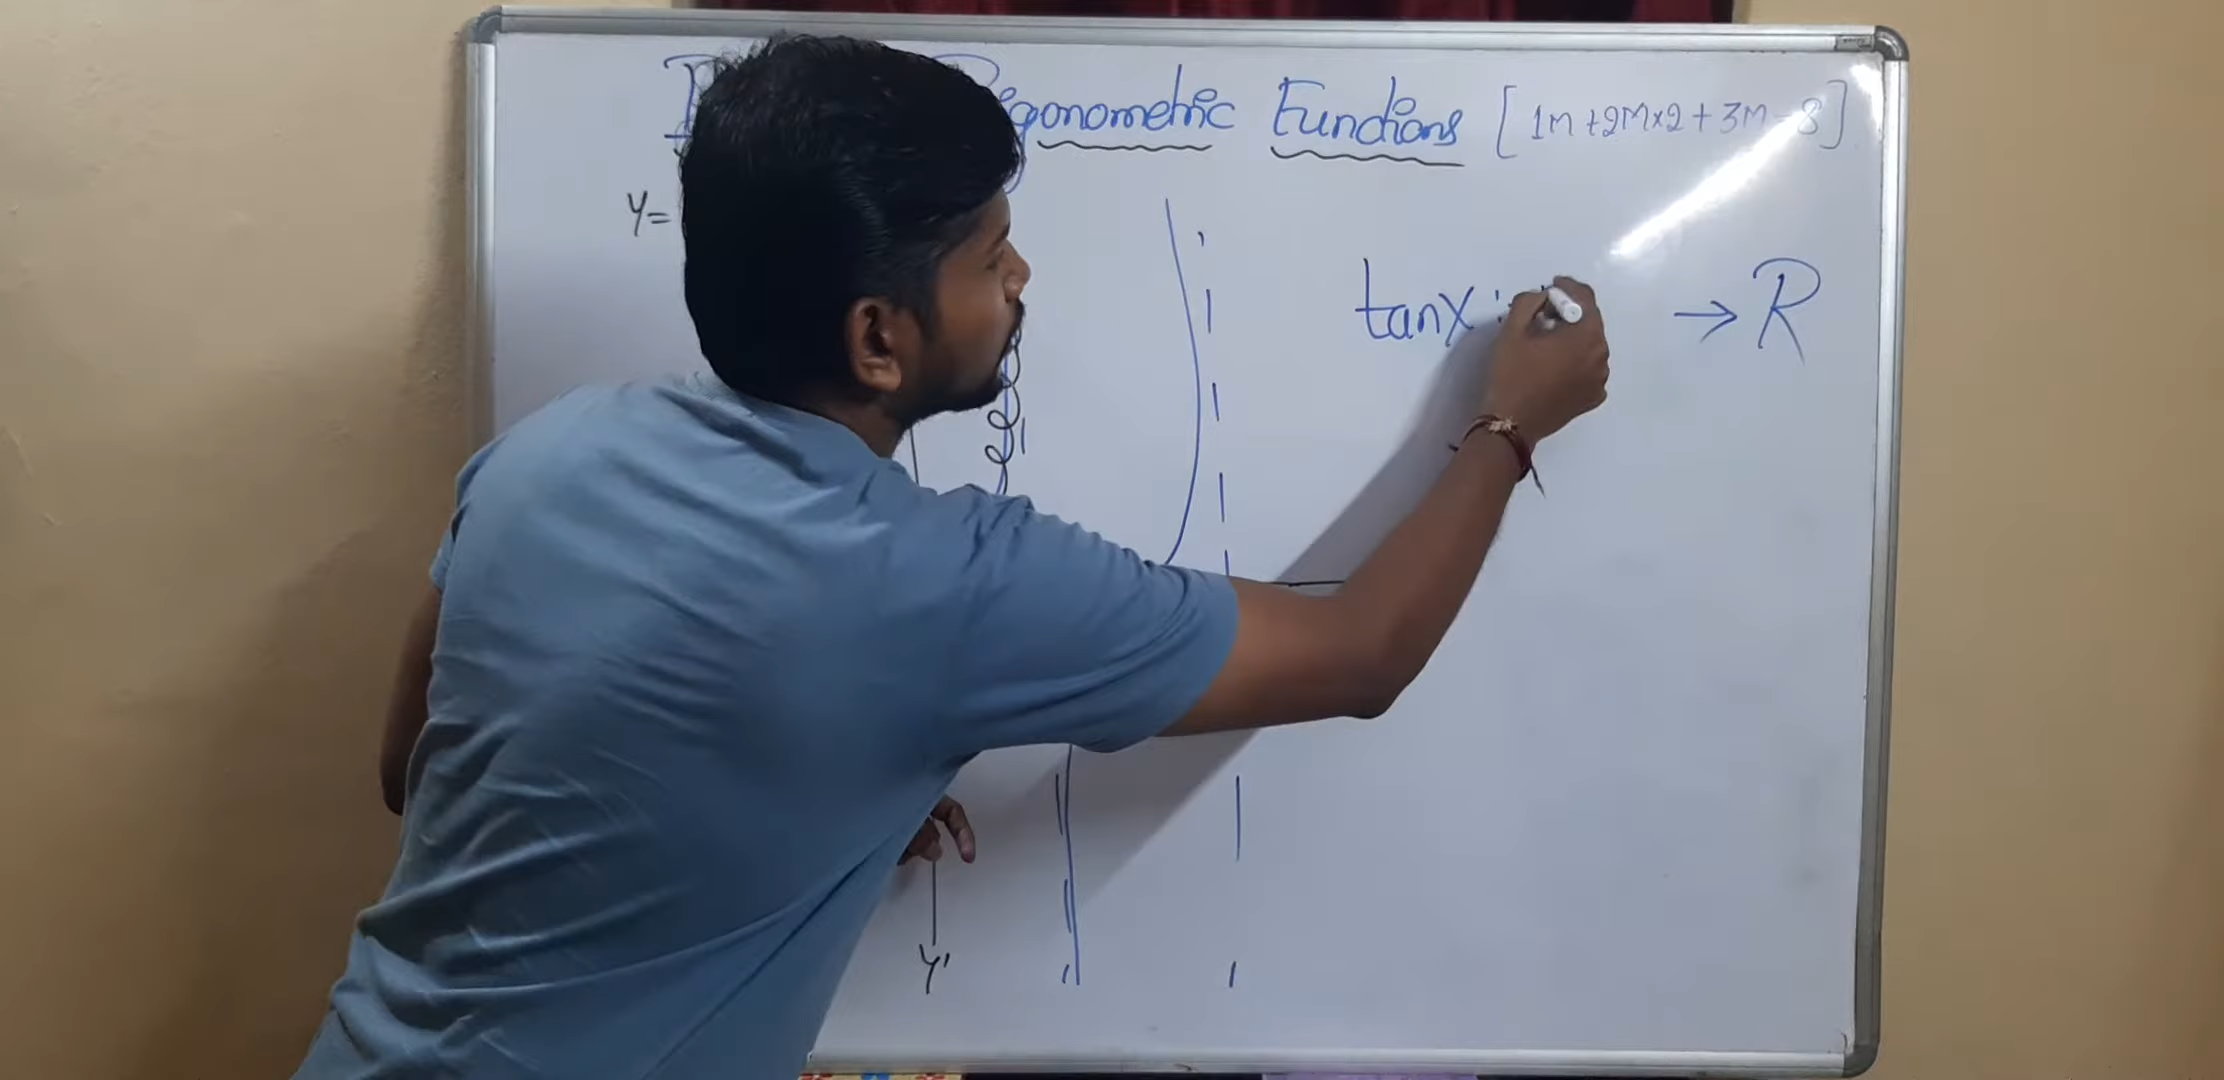 Trigonometric Functions [1M+2M×2+3M=8]
Y=
tanx : → R
Y'